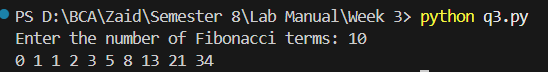 PS D:\BCA\Zaid\Semester 8\Lab Manual\Week 3> python q3.py
Enter the number of Fibonacci terms: 10
0 1 1 2 3 5 8 13 21 34